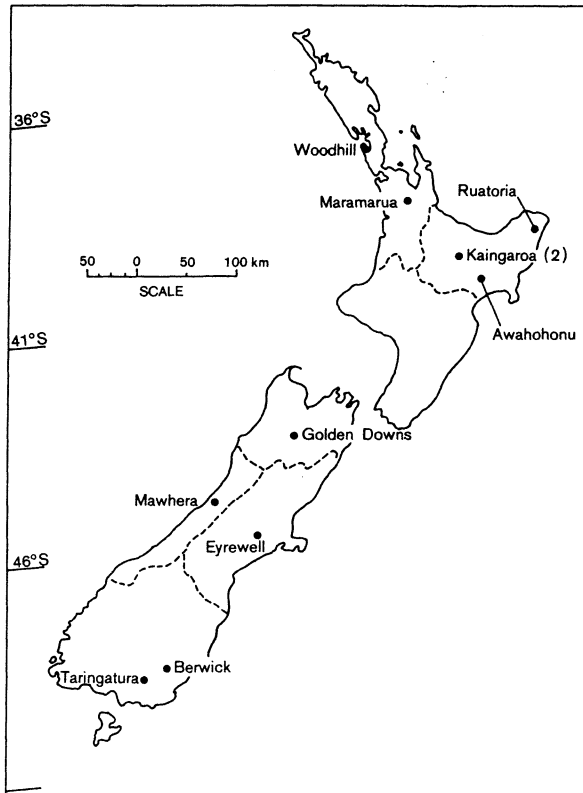 36°S
Woodhill
Ruatoria
Maramarua
Kaingaroa (2)
50 0 50 100 km
SCALE
Awahohonu
41°S
Golden Downs
Mawhera
Eyrewell
46°S
Berwick
Taringatura